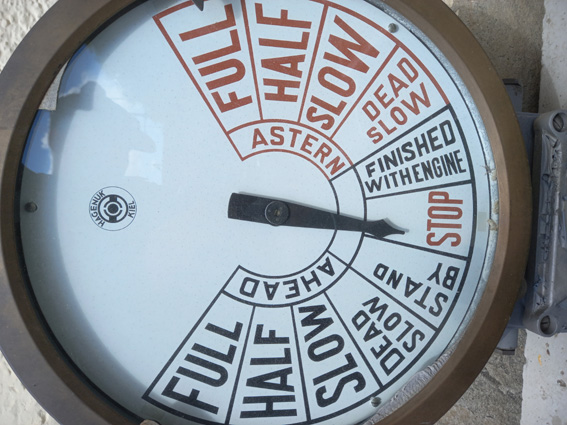 FULL
HALF
SLOW
DEAD
SLOW
ASTERN
FINISHED
WITH ENGINE
STOP
STAND
BY
DEAD
SLOW
SLOW
HALF
FULL
AHEAD
HAGENUK
KIEL